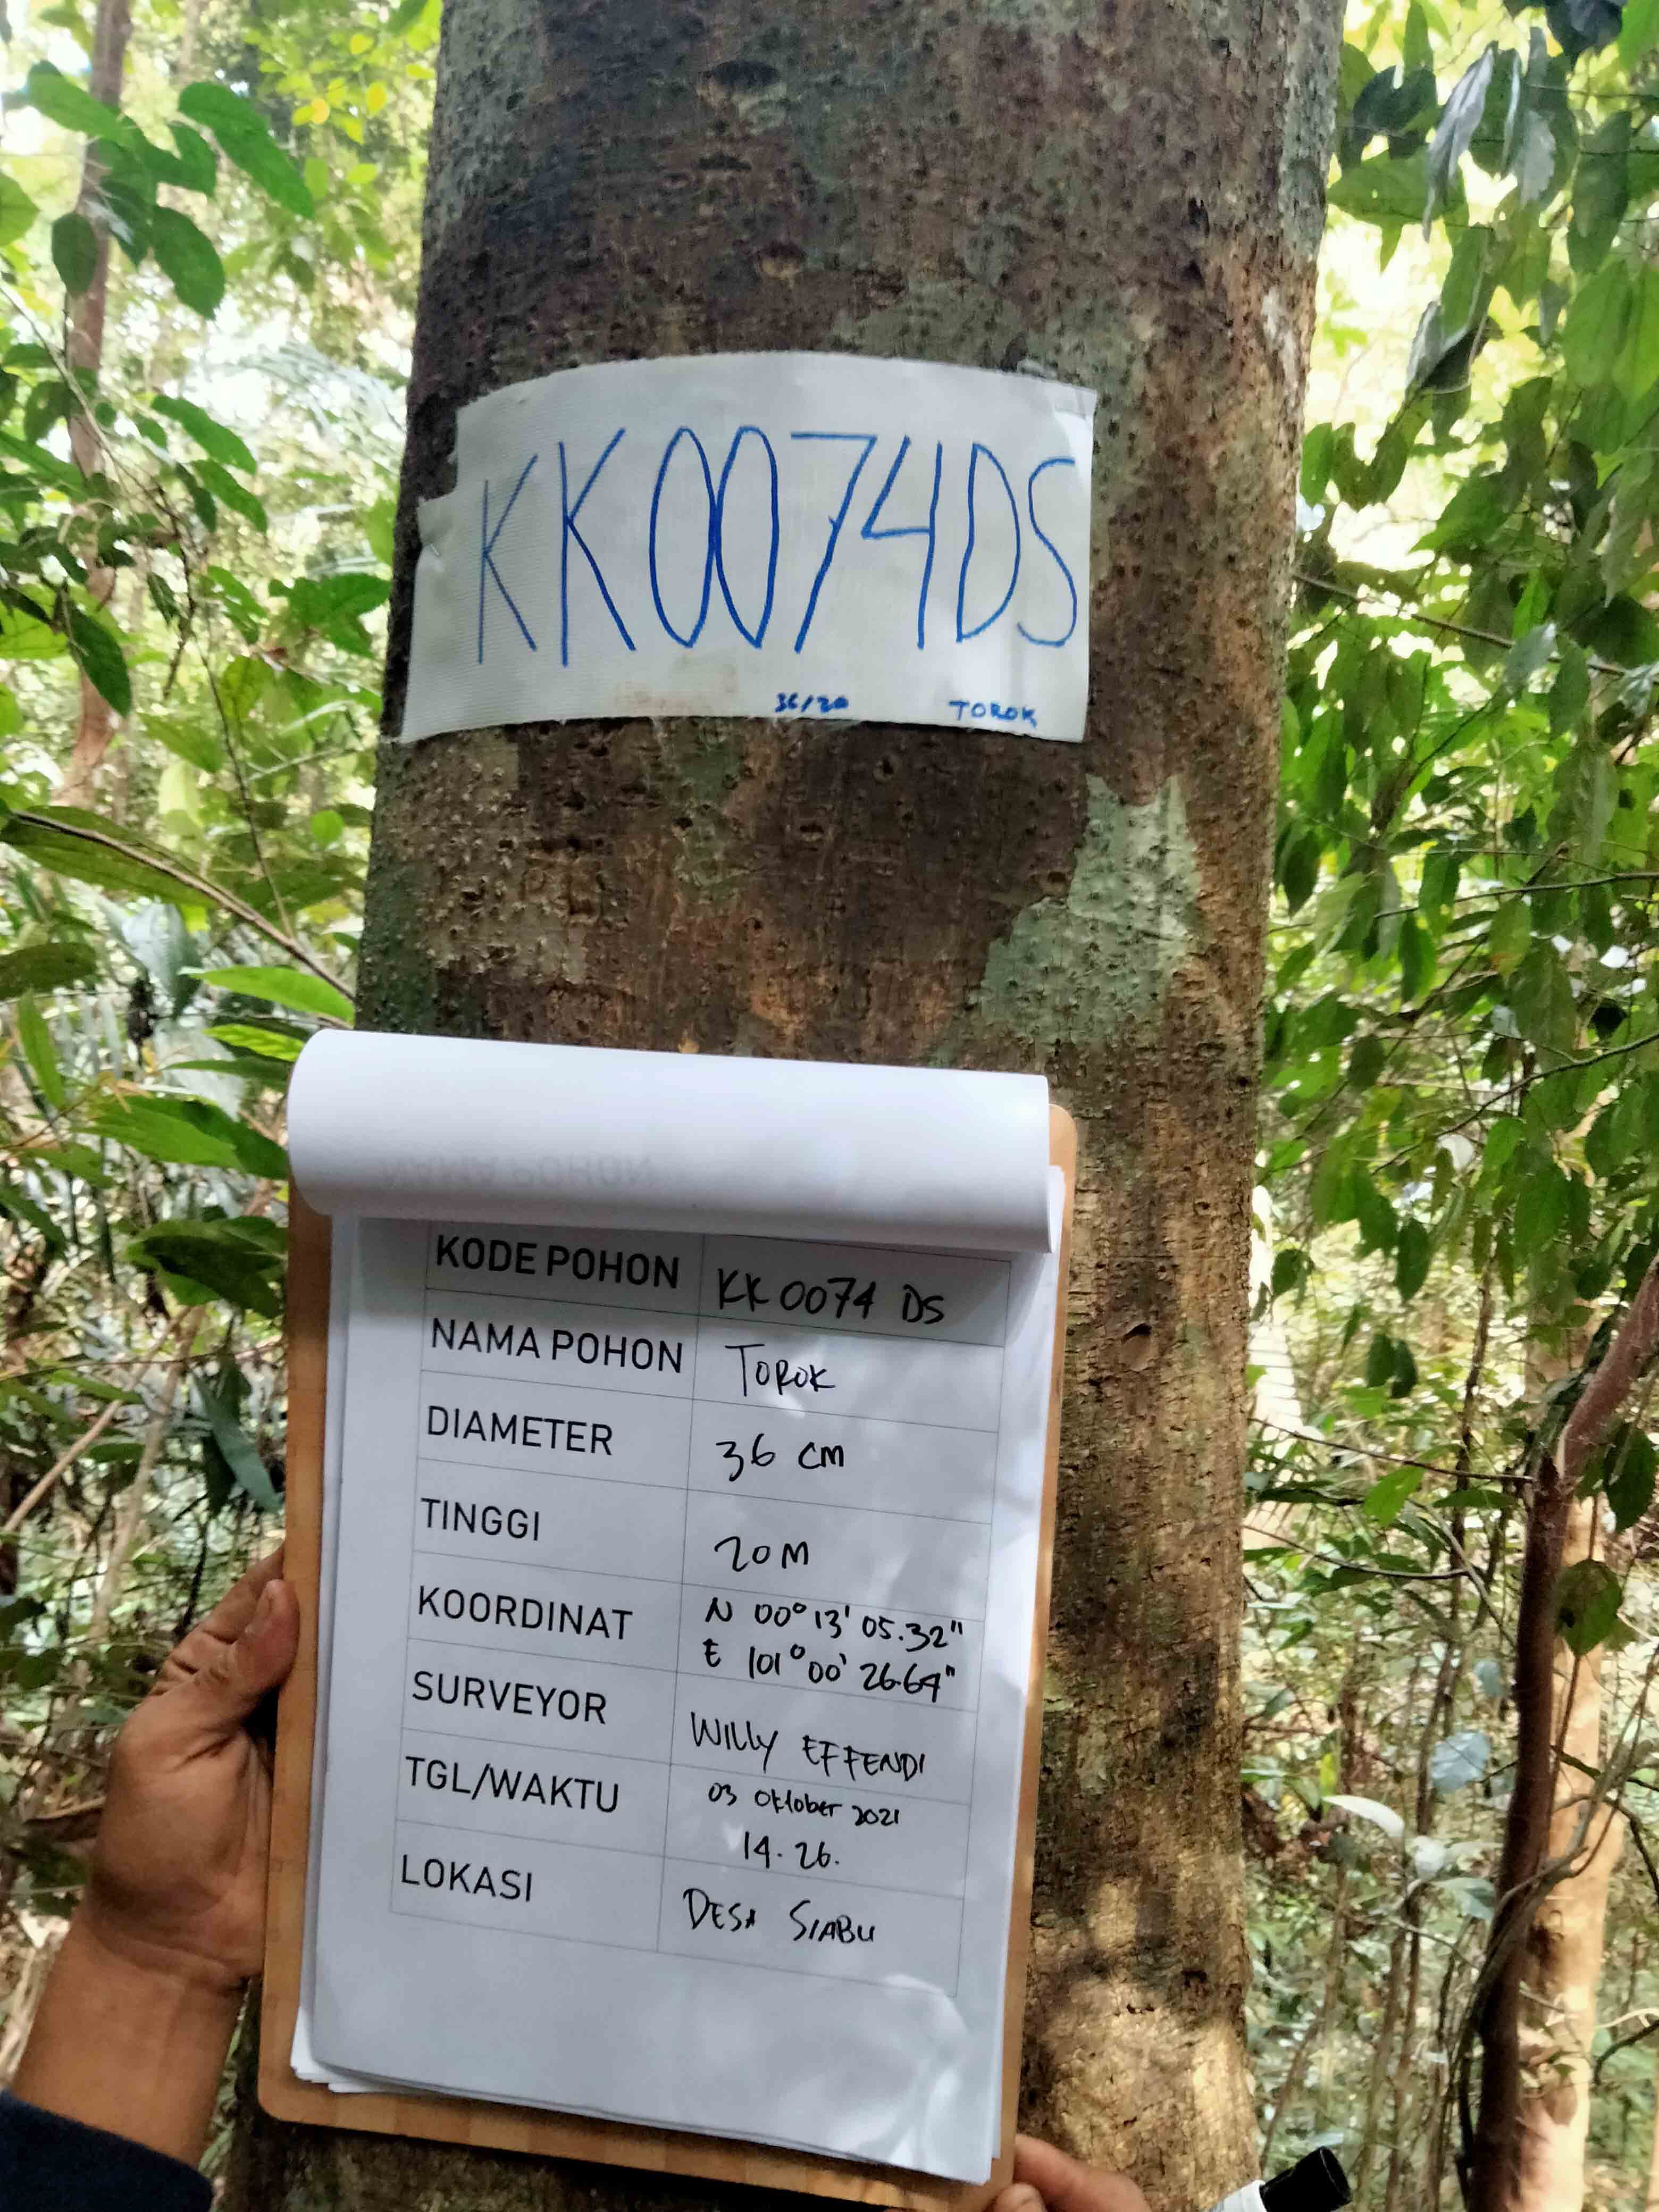 KK0074DS
36/20 TOROK
NAMA POHON
KODE POHON KK 0074 DS
NAMA POHON TOROK
DIAMETER 36 CM
TINGGI 20 M
KOORDINAT N 00° 13' 05.32"
E 101° 00' 26.64"
SURVEYOR WILLY EFFENDI
TGL/WAKTU 03 Oktober 2021
14.26.
LOKASI DESA SIABU